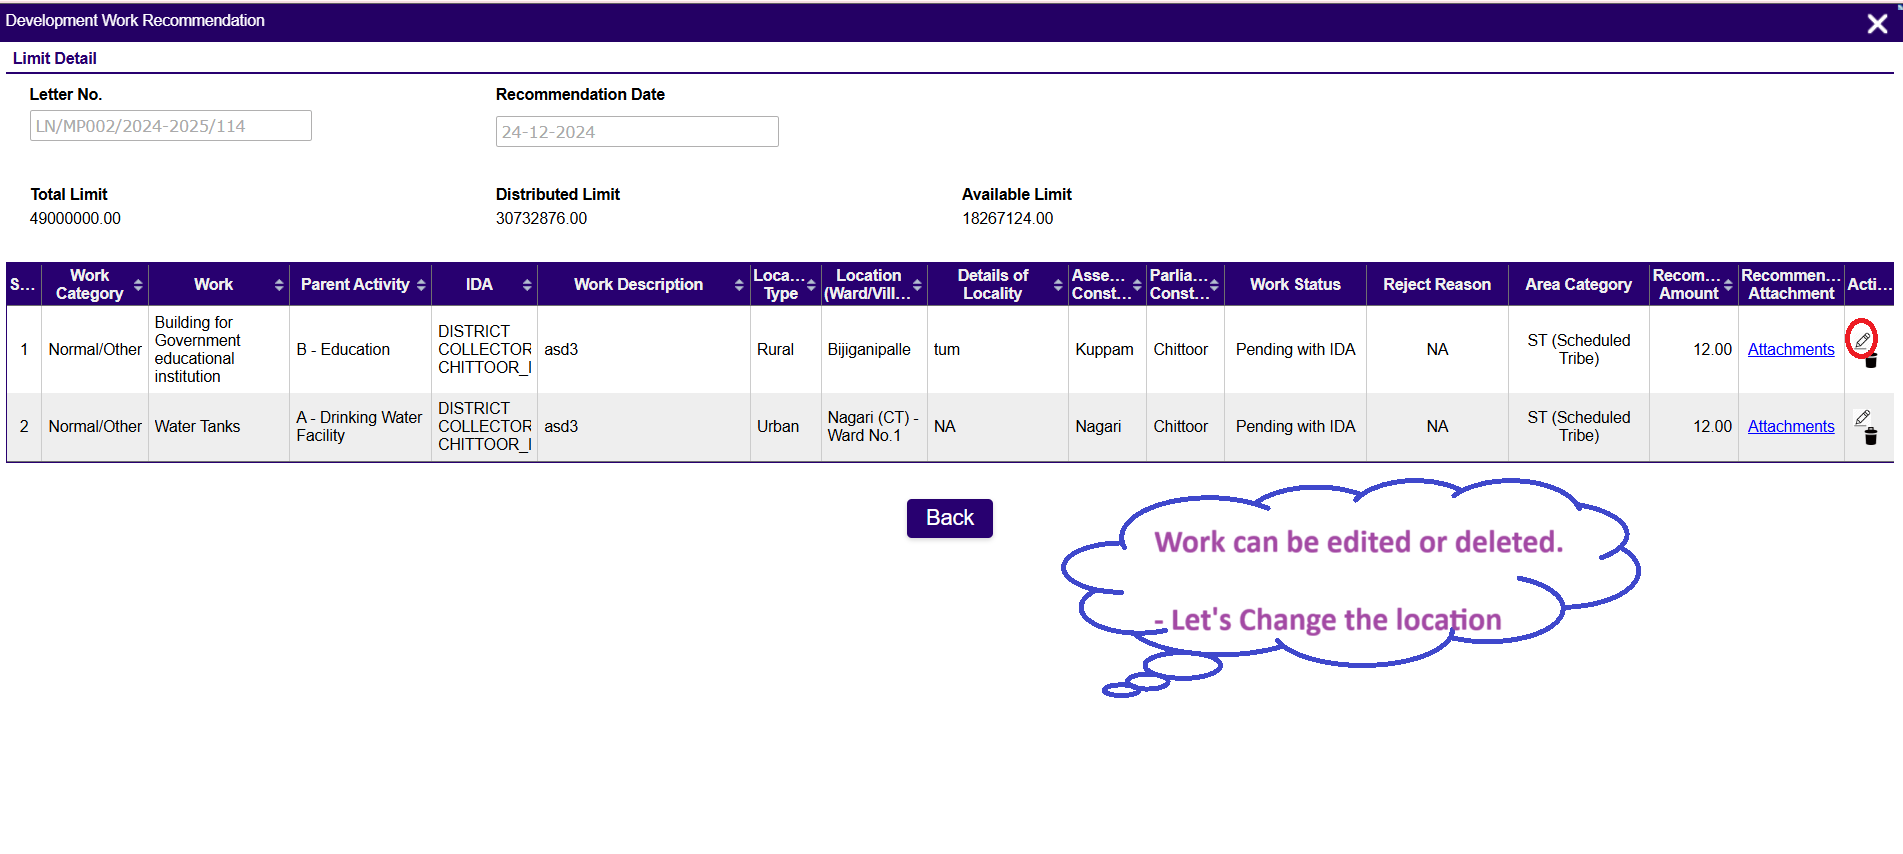 Development Work Recommendation
Limit Detail
Letter No.
Recommendation Date
LN/MP002/2024-2025/114
24-12-2024
Total Limit
Distributed Limit
Available Limit
49000000.00
30732876.00
18267124.00
S...
Work Category
Work
Parent Activity
IDA
Work Description
Loca... Type
Location (Ward/Vill...
Details of Locality
Asse... Const...
Parlia... Const...
Work Status
Reject Reason
Area Category
Recom... Amount
Recommen... Attachment
Acti...
1
Normal/Other
Building for
Government
educational
institution
B - Education
DISTRICT
COLLECTOR
CHITTOOR_I
asd3
Rural
Bijiganipalle
tum
Kuppam
Chittoor
Pending with IDA
NA
ST (Scheduled
Tribe)
12.00
Attachments
2
Normal/Other
Water Tanks
A - Drinking Water
Facility
DISTRICT
COLLECTOR
CHITTOOR_I
asd3
Urban
Nagari (CT) -
Ward No.1
NA
Nagari
Chittoor
Pending with IDA
NA
ST (Scheduled
Tribe)
12.00
Attachments
Back
Work can be edited or deleted.
- Let's Change the location